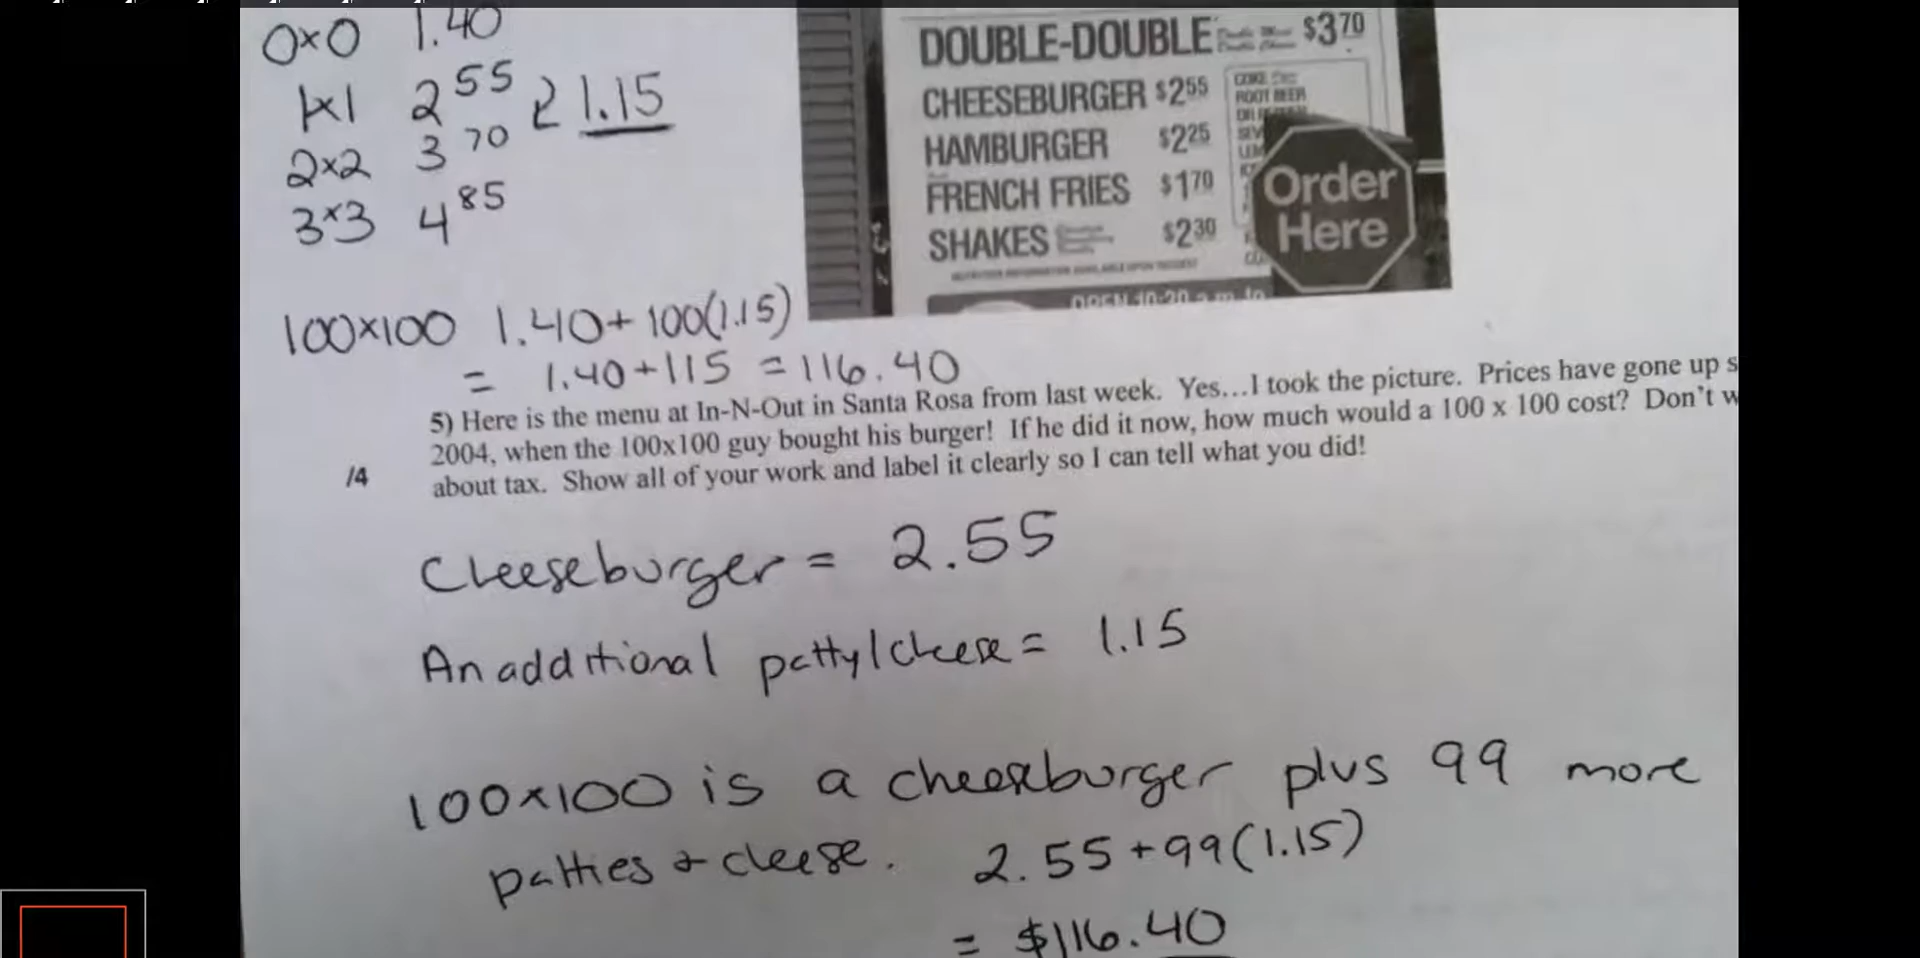 0×0 1.40
1×1 2 55 1.15
2×2 3 70
3×3 4 85
100×100 1.40+100(1.15)
= 1.40+115 = 116.40
DOUBLE-DOUBLE $3 70
CHEESEBURGER $2 55
HAMBURGER $2 25
FRENCH FRIES $1 70
SHAKES $2 30
ROOT BEER
Order
Here
5) Here is the menu at In-N-Out in Santa Rosa from last week. Yes...I took the picture. Prices have gone up s
2004, when the 100x100 guy bought his burger! If he did it now, how much would a 100 x 100 cost? Don't w
/4 about tax. Show all of your work and label it clearly so I can tell what you did!
Cheeseburger = 2.55
An additional patty/cheese = 1.15
100×100 is a cheeseburger plus 99 more
patties + cheese. 2.55+99(1.15)
= $116.40